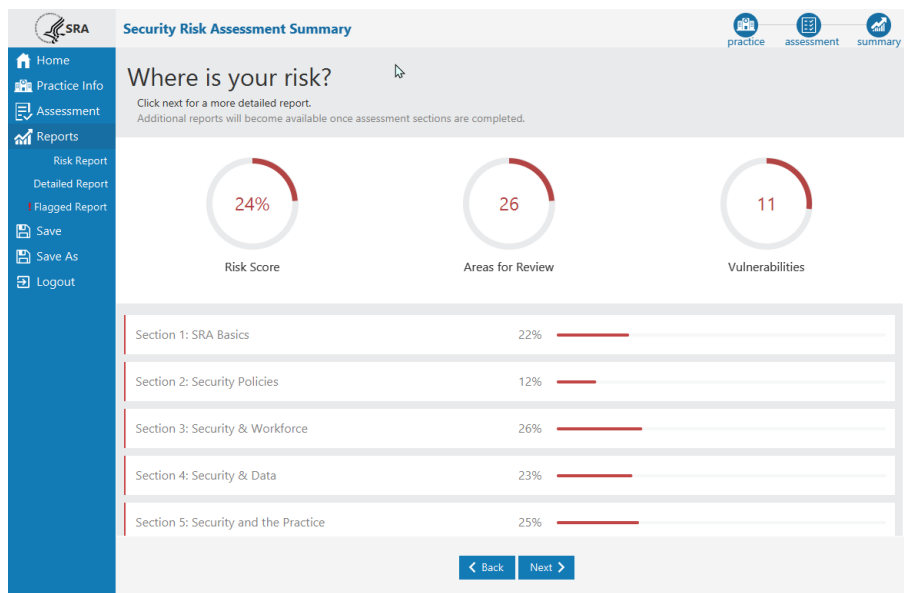 SRA
Security Risk Assessment Summary
practice
assessment
summary
Home
Practice Info
Assessment
Reports
Risk Report
Detailed Report
! Flagged Report
Save
Save As
Logout
Where is your risk?
Click next for a more detailed report.
Additional reports will become available once assessment sections are completed.
24%
26
11
Risk Score
Areas for Review
Vulnerabilities
Section 1: SRA Basics 22%
Section 2: Security Policies 12%
Section 3: Security & Workforce 26%
Section 4: Security & Data 23%
Section 5: Security and the Practice 25%
Back
Next